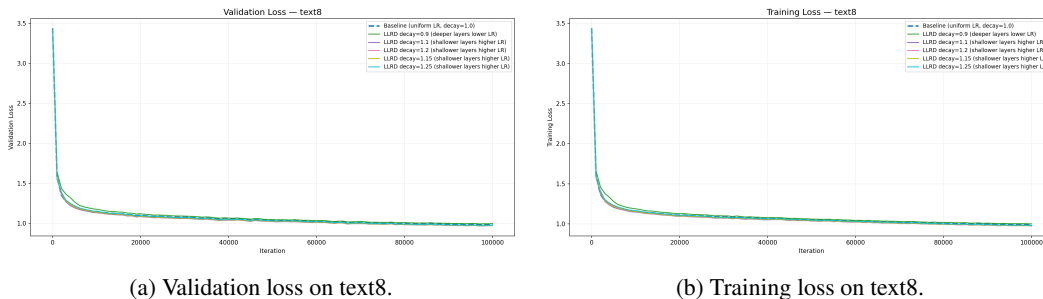 Validation Loss — text8
Validation Loss
3.5
3.0
2.5
2.0
1.5
1.0
Baseline (uniform LR, decay=1.0)
LLRD decay=0.9 (deeper layers lower LR)
LLRD decay=1.1 (shallower layers higher LR)
LLRD decay=1.2 (shallower layers higher LR)
LLRD decay=1.15 (shallower layers higher LR)
LLRD decay=1.25 (shallower layers higher LR)
0
20000
40000
60000
80000
100000
Iteration
(a) Validation loss on text8.
Training Loss — text8
Training Loss
3.5
3.0
2.5
2.0
1.5
1.0
Baseline (uniform LR, decay=1.0)
LLRD decay=0.9 (deeper layers lower LR)
LLRD decay=1.1 (shallower layers higher LR
LLRD decay=1.2 (shallower layers higher LR
LLRD decay=1.15 (shallower layers higher L
LLRD decay=1.25 (shallower layers higher L
0
20000
40000
60000
80000
100000
Iteration
(b) Training loss on text8.